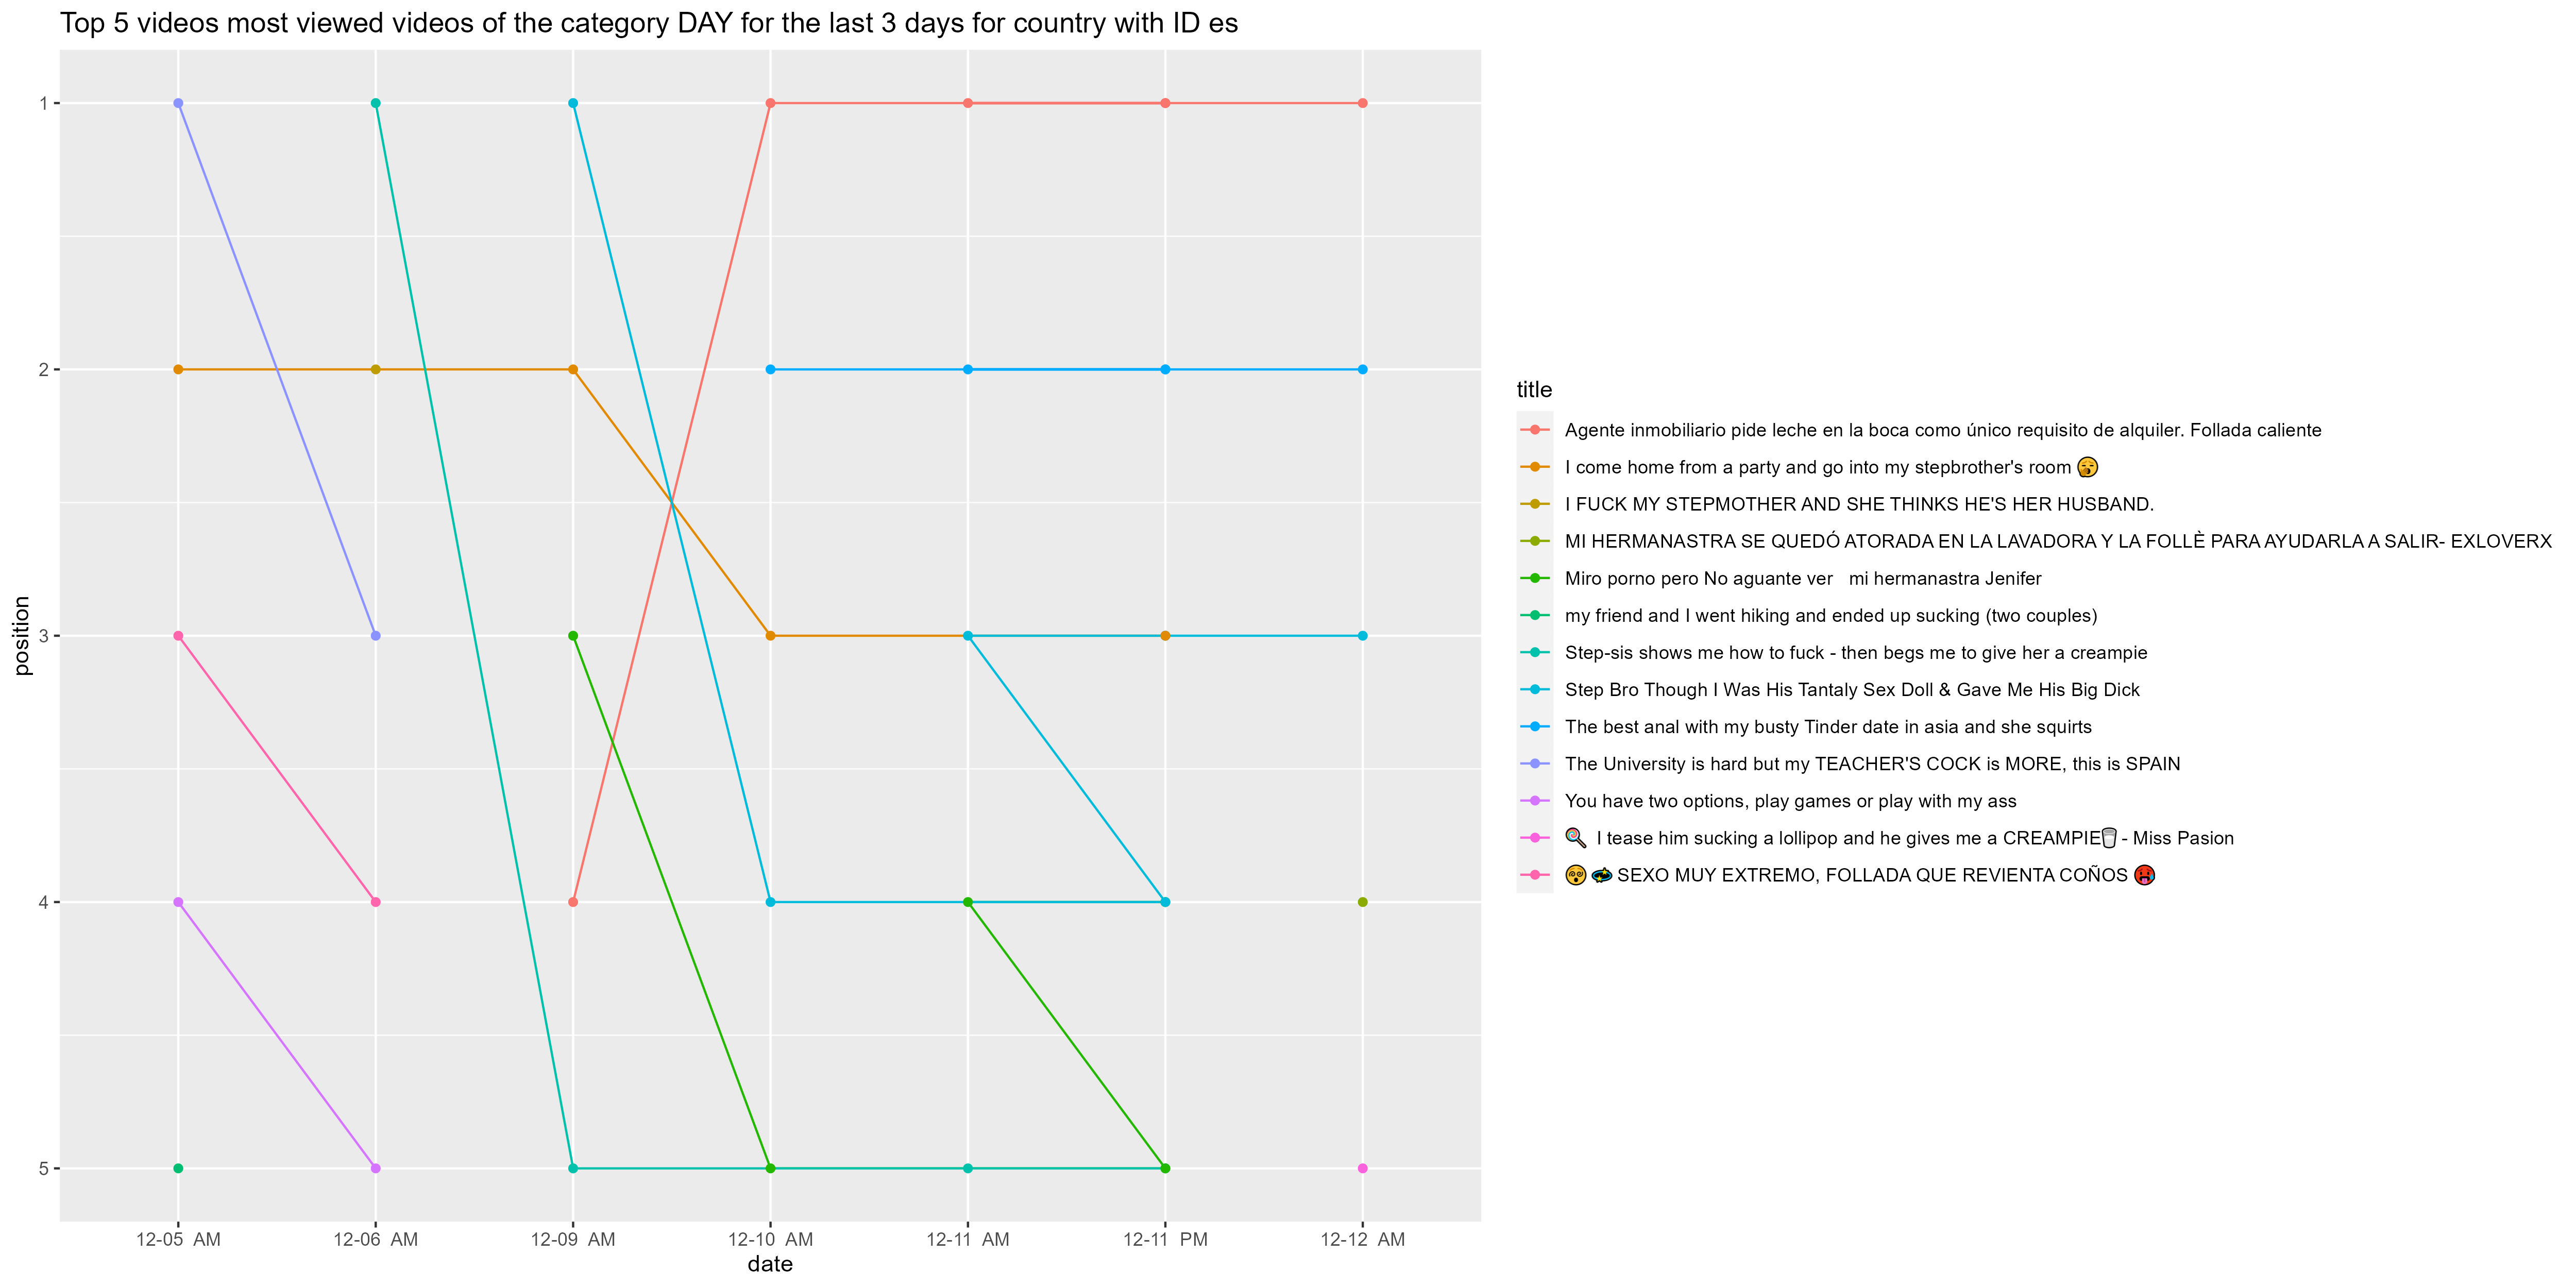 Top 5 videos most viewed videos of the category DAY for the last 3 days for country with ID es
position
1
2
3
4
5
12-05 AM
12-06 AM
12-09 AM
12-10 AM
12-11 AM
12-11 PM
12-12 AM
date
title
Agente inmobiliario pide leche en la boca como único requisito de alquiler. Follada caliente
I come home from a party and go into my stepbrother's room 🥱
I FUCK MY STEPMOTHER AND SHE THINKS HE'S HER HUSBAND.
MI HERMANASTRA SE QUEDÓ ATORADA EN LA LAVADORA Y LA FOLLÈ PARA AYUDARLA A SALIR- EXLOVERX
Miro porno pero No aguante ver mi hermanastra Jenifer
my friend and I went hiking and ended up sucking (two couples)
Step-sis shows me how to fuck - then begs me to give her a creampie
Step Bro Though I Was His Tantaly Sex Doll & Gave Me His Big Dick
The best anal with my busty Tinder date in asia and she squirts
The University is hard but my TEACHER'S COCK is MORE, this is SPAIN
You have two options, play games or play with my ass
🍭 I tease him sucking a lollipop and he gives me a CREAMPIE🥛 - Miss Pasion
😵‍💫 SEXO MUY EXTREMO, FOLLADA QUE REVIENTA COÑOS 🥵